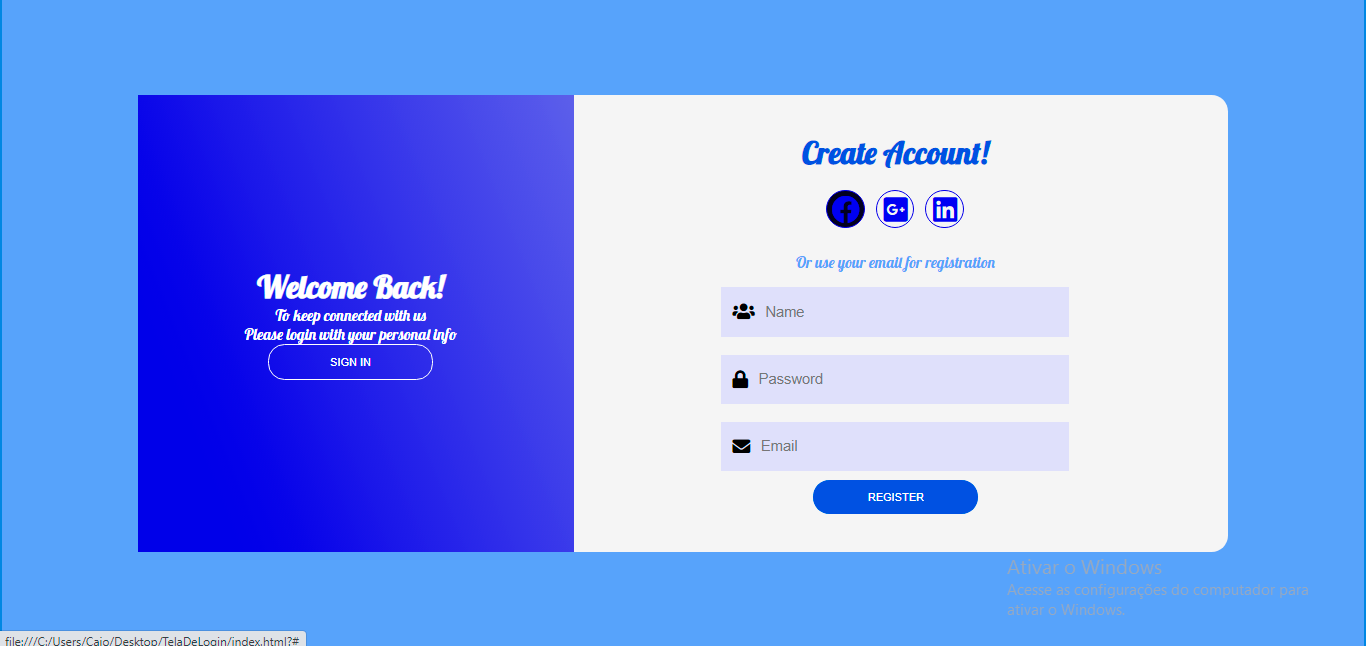 Create Account!
G+
in
Or use your email for registration
Welcome Back!
To keep connected with us
Please login with your personal info
SIGN IN
Name
Password
Email
REGISTER
Ativar o Windows
Acesse as configurações do computador para
ativar o Windows.
file:///C:/Users/Caio/Desktop/TelaDeLogin/index.html?#